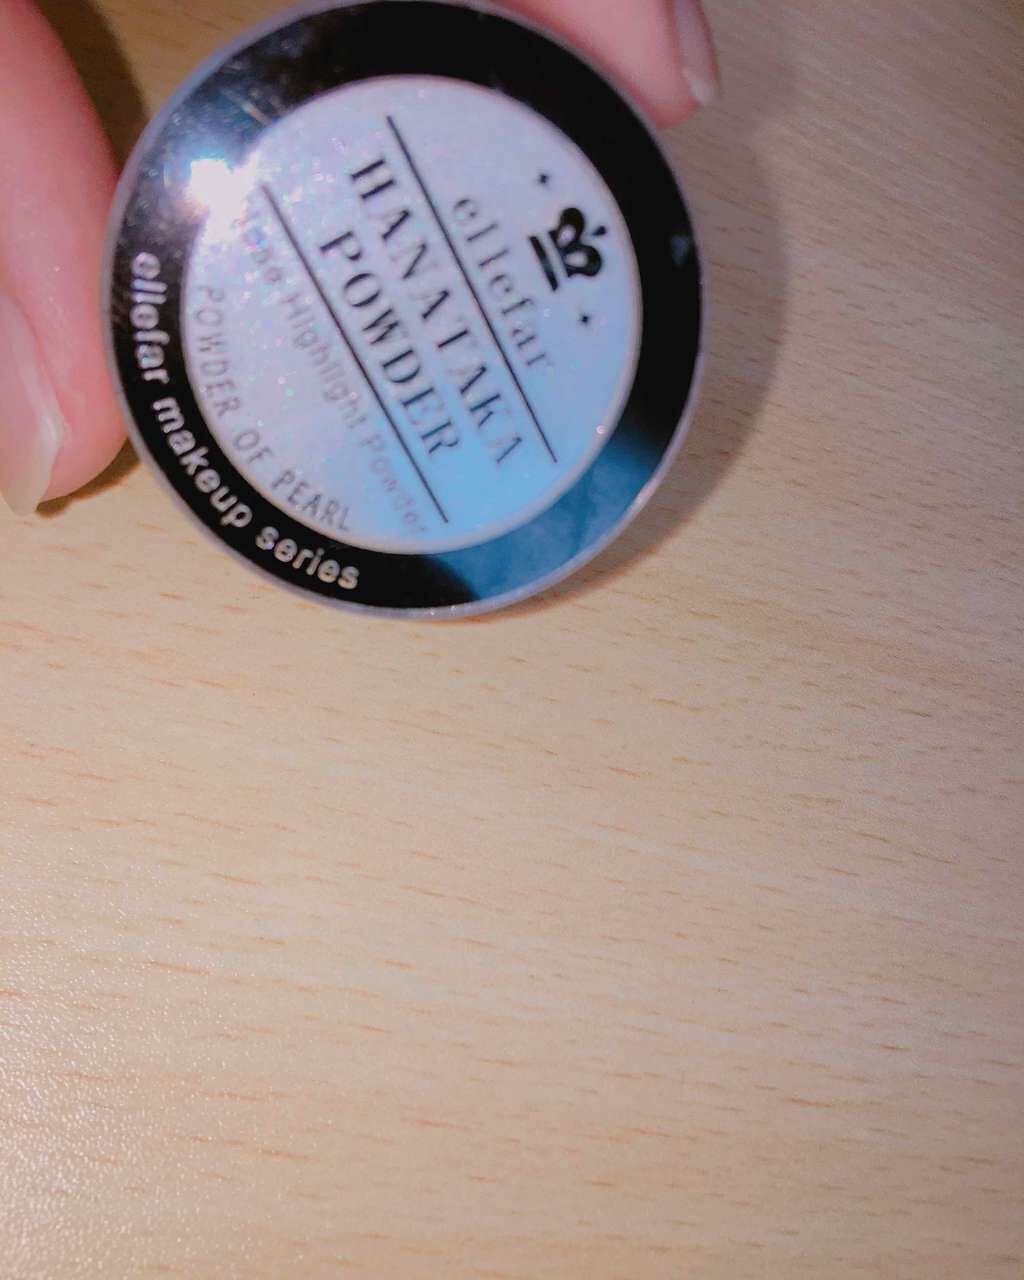 ellefar
HANATAKA
POWDER
Highlight Powder
POWDER OF PEARL
ellefar makeup series